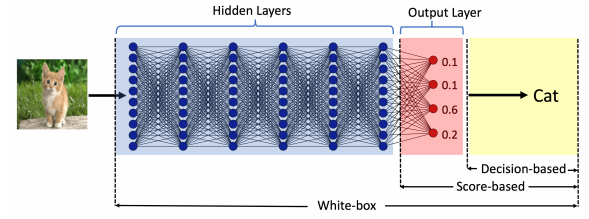 Hidden Layers
Output Layer
0.1
0.1
0.6
0.2
Cat
Decision-based
Score-based
White-box